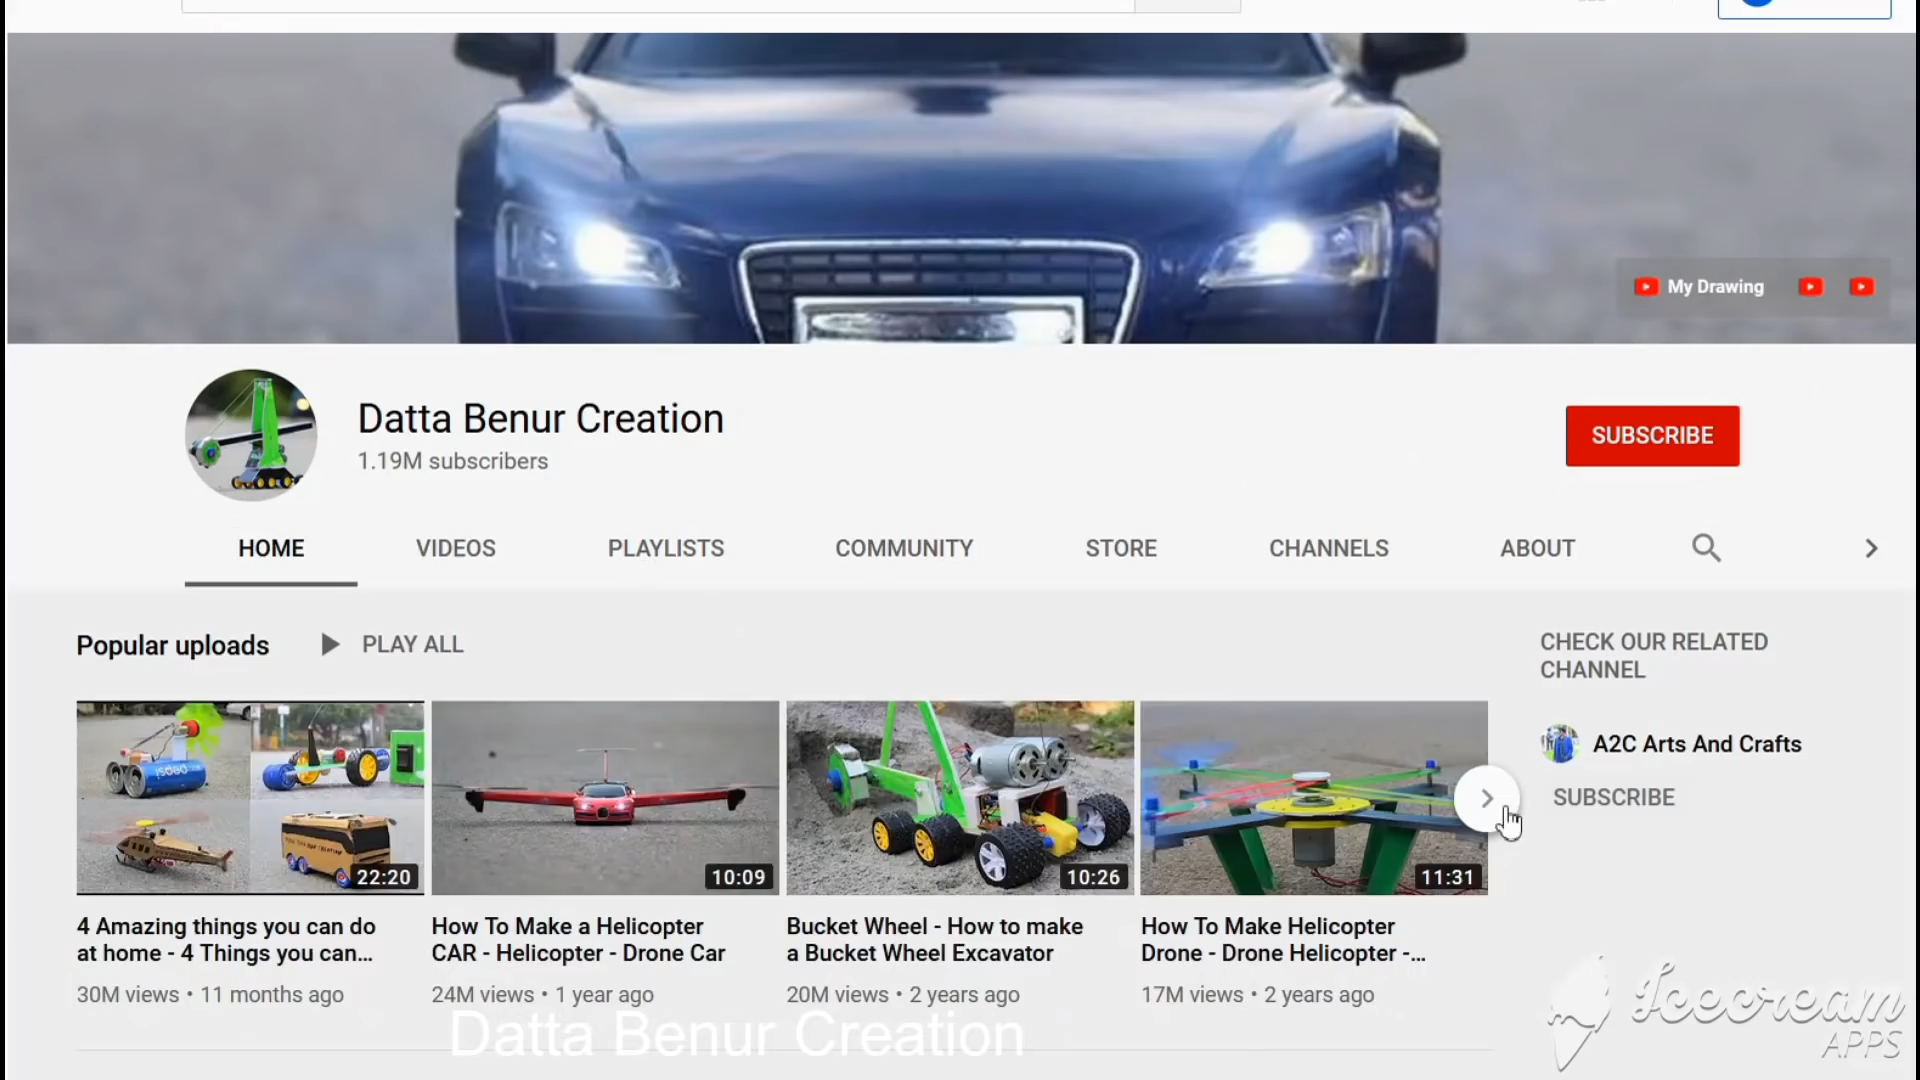 My Drawing
Datta Benur Creation
1.19M subscribers
SUBSCRIBE
HOME
VIDEOS
PLAYLISTS
COMMUNITY
STORE
CHANNELS
ABOUT
Popular uploads
PLAY ALL
CHECK OUR RELATED
CHANNEL
A2C Arts And Crafts
SUBSCRIBE
22:20
10:09
10:26
11:31
4 Amazing things you can do
at home - 4 Things you can...
30M views • 11 months ago
How To Make a Helicopter
CAR - Helicopter - Drone Car
24M views • 1 year ago
Bucket Wheel - How to make
a Bucket Wheel Excavator
20M views • 2 years ago
How To Make Helicopter
Drone - Drone Helicopter -...
17M views • 2 years ago
Datta Benur Creation
Icecream
APPS